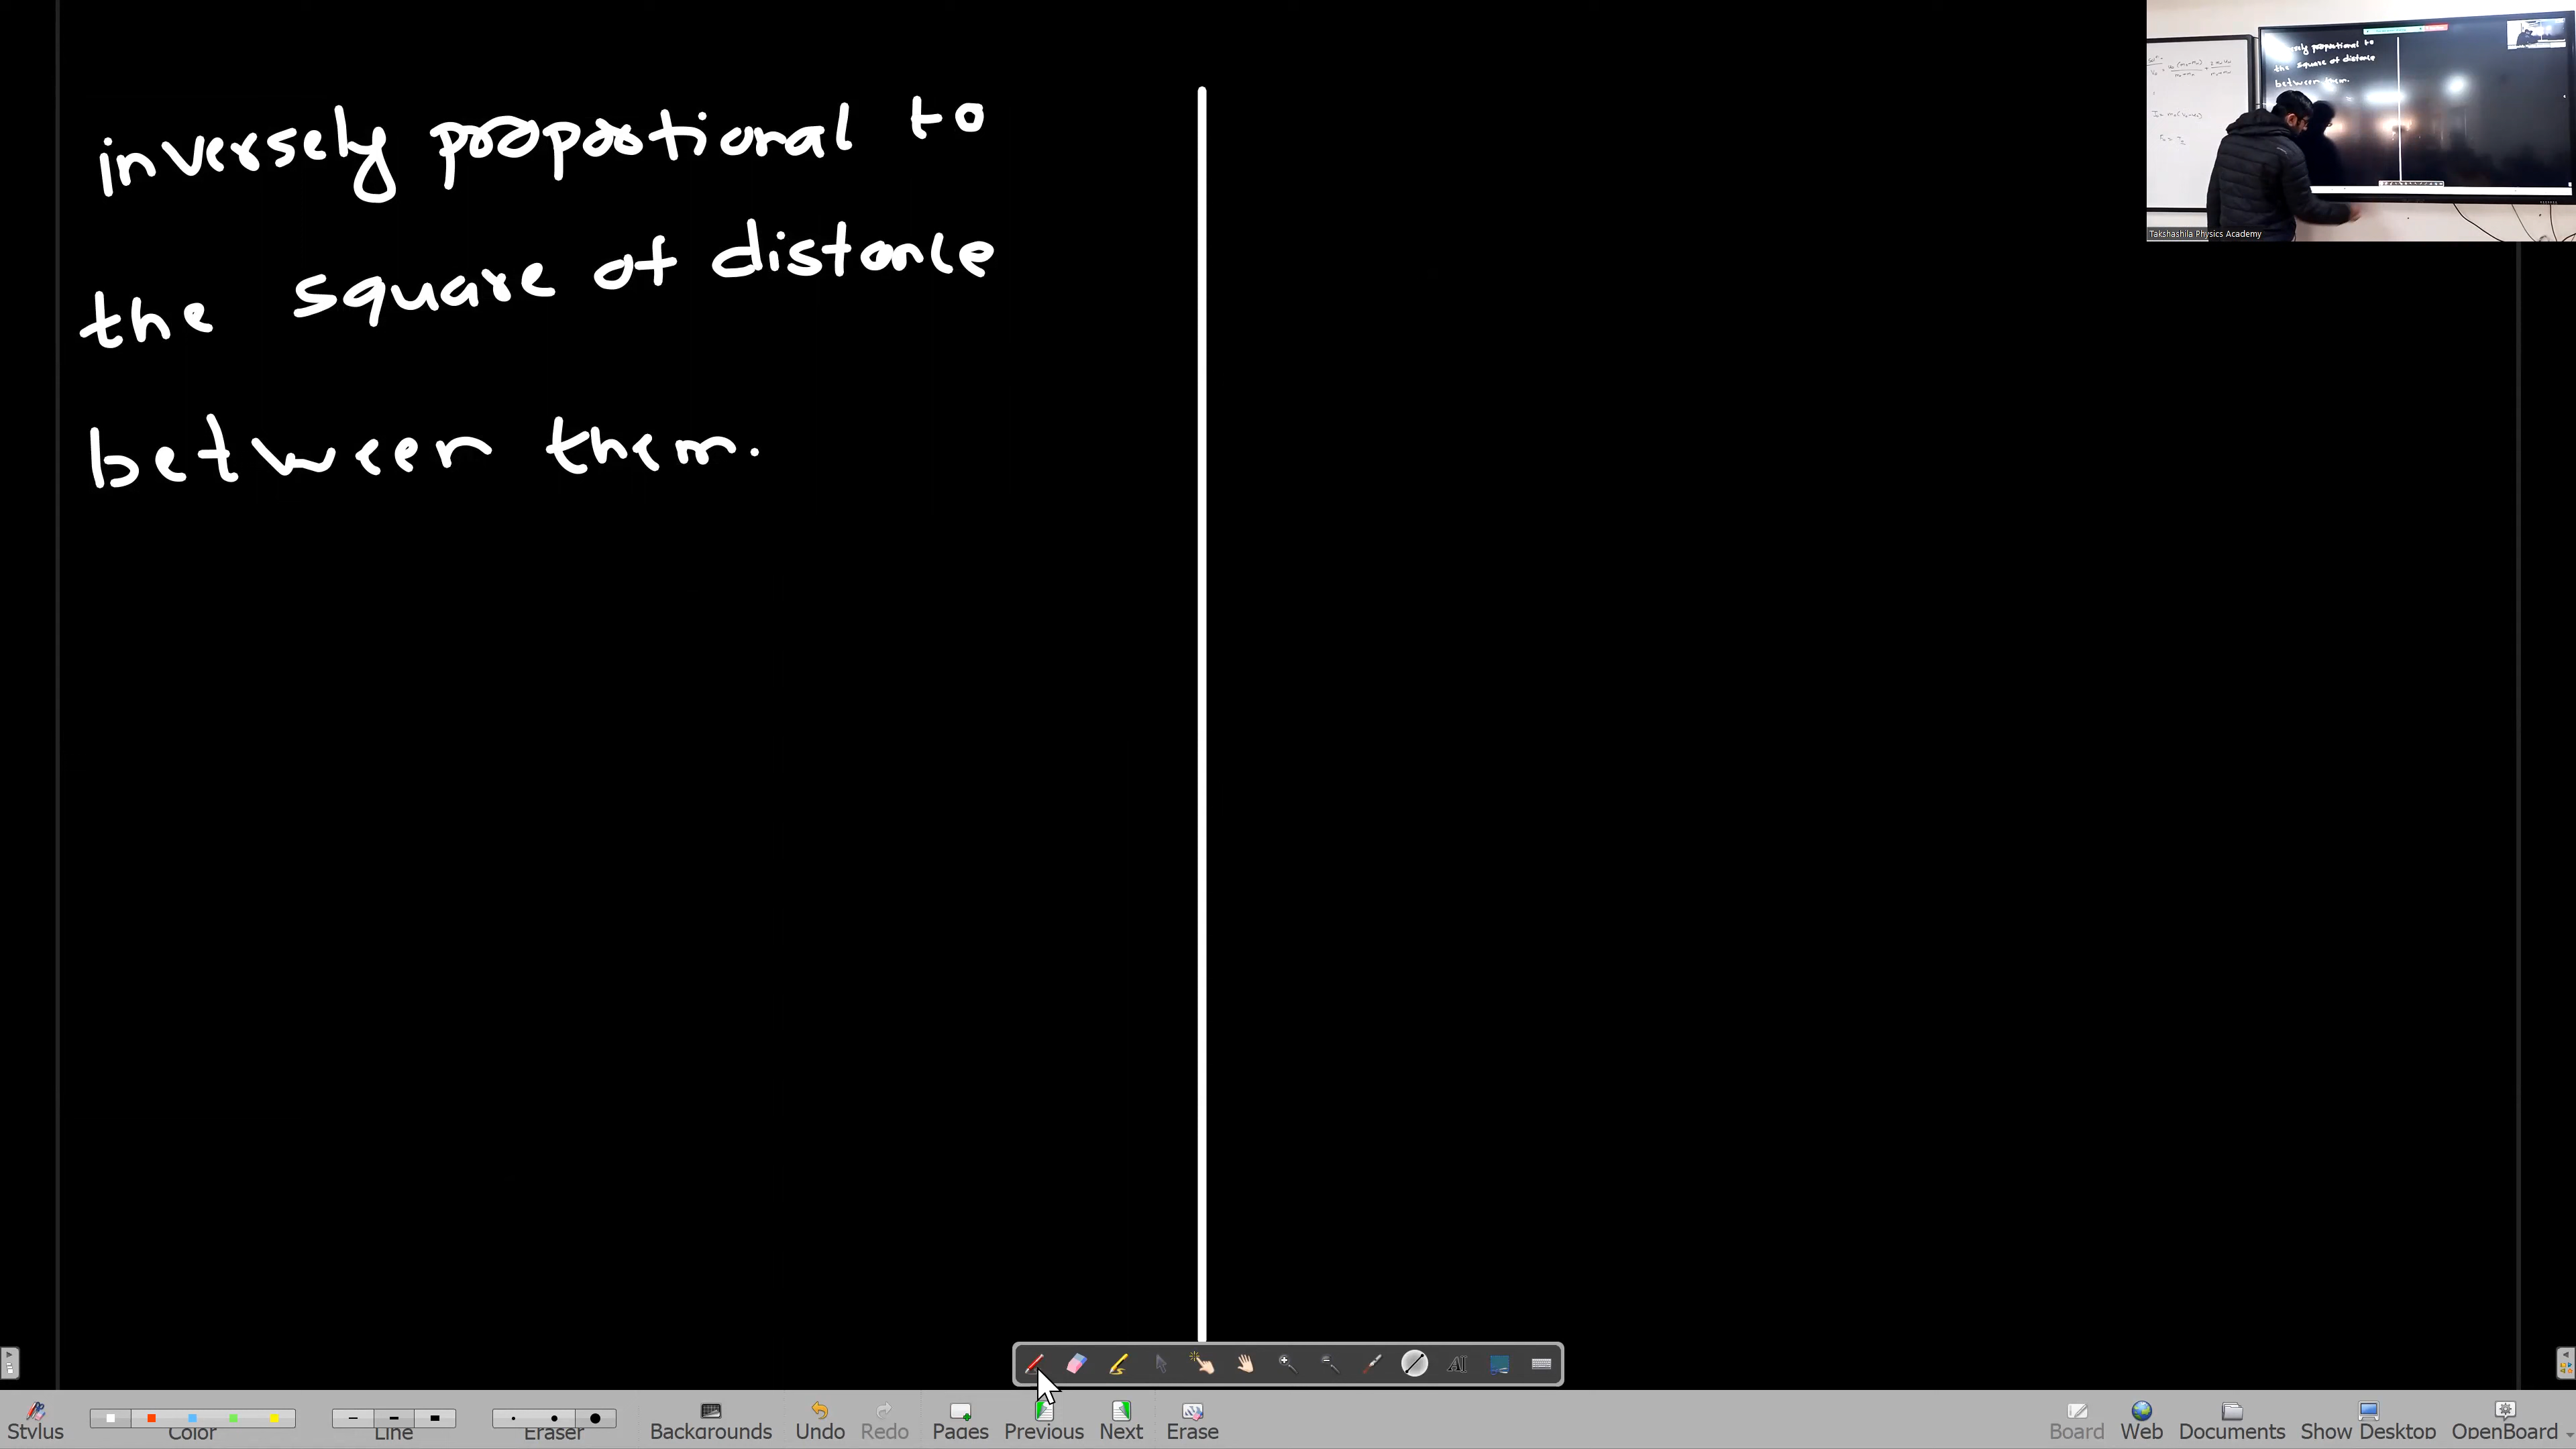 inversely proportional to
the square of distance
between them.
Takshashila Physics Academy
Stylus
Color
Line
Eraser
Backgrounds
Undo
Redo
Pages
Previous
Next
Erase
Board
Web
Documents
Show Desktop
OpenBoard